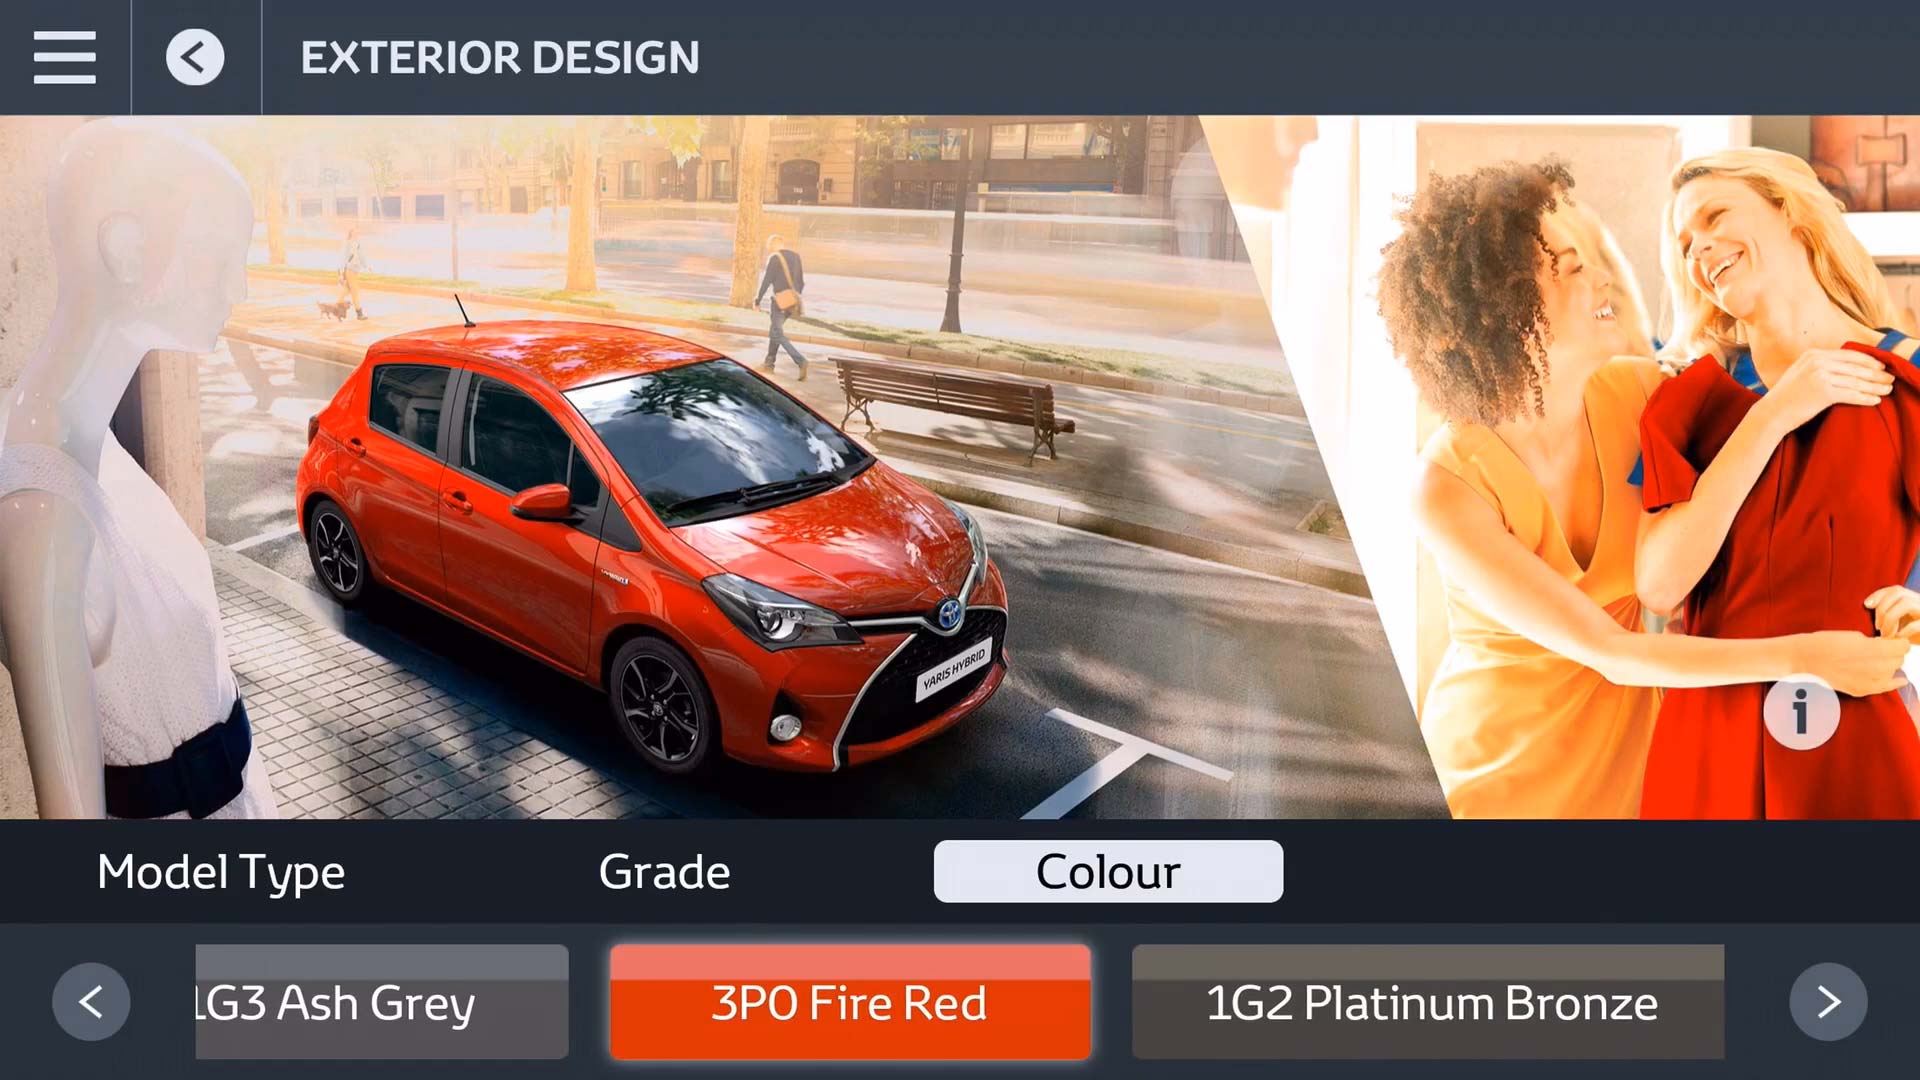 EXTERIOR DESIGN
YARIS HYBRID
Model Type
Grade
Colour
1G3 Ash Grey
3P0 Fire Red
1G2 Platinum Bronze